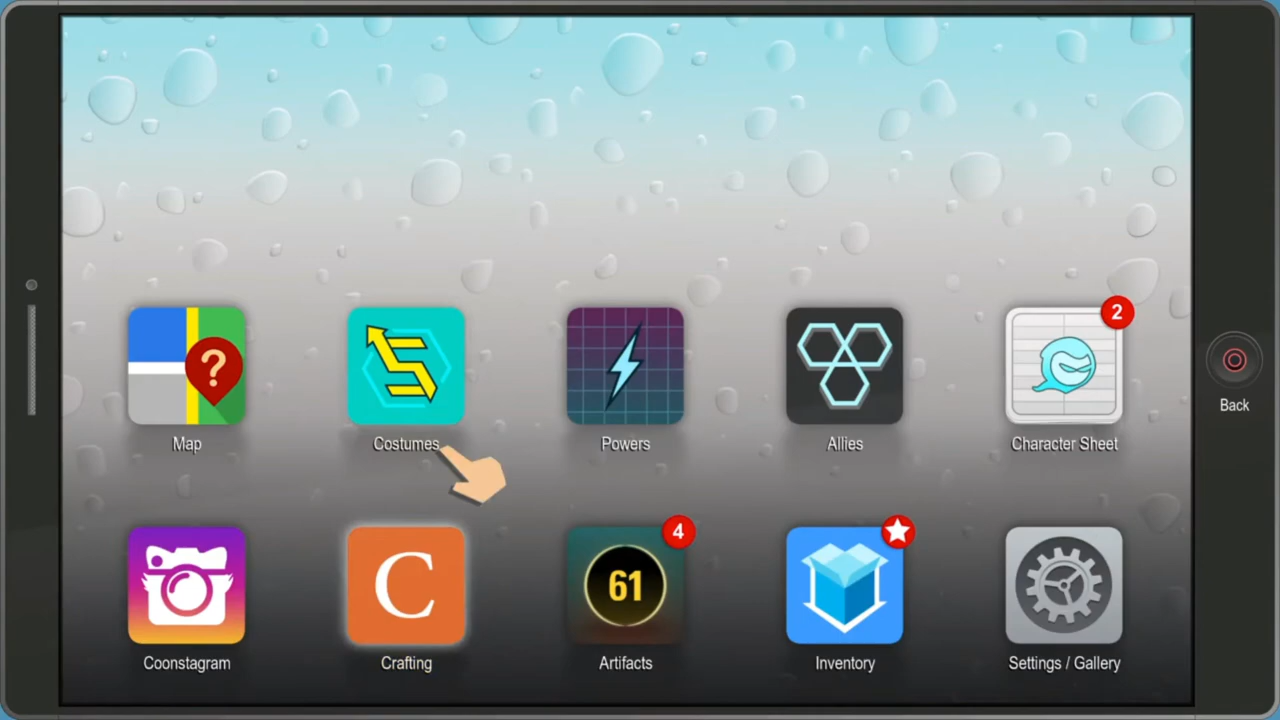 2
Map
Costumes
Powers
Allies
Character Sheet
Back
?
C
4
61
Coonstagram
Crafting
Artifacts
Inventory
Settings / Gallery